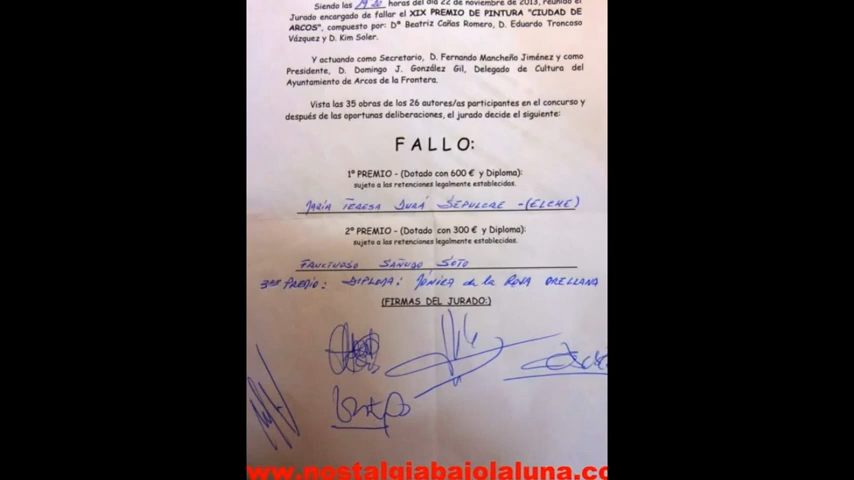 Siendo las 19:30 horas del día 22 de noviembre de 2013, reunido el
Jurado encargado de fallar el XIX PREMIO DE PINTURA "CIUDAD DE
ARCOS", compuesto por: Dª Beatriz Cañas Romero, D. Eduardo Troncoso
Vázquez y D. Kim Soler.
Y actuando como Secretario, D. Fernando Mancheño Jiménez y como
Presidente, D. Domingo J. González Gil, Delegado de Cultura del
Ayuntamiento de Arcos de la Frontera.
Vista las 35 obras de los 26 autores/as participantes en el concurso y
después de las oportunas deliberaciones, el jurado decide el siguiente:
FALLO:
1º PREMIO - (Dotado con 600 € y Diploma):
sujeto a las retenciones legalmente establecidas.
MARÍA TERESA DURÁ SEPULCRE -(ELCHE)
2º PREMIO - (Dotado con 300 € y Diploma):
sujeto a las retenciones legalmente establecidas.
FRUCTUOSO SAÑUDO SOTO
3er PREMIO: DIPLOMA: MÓNICA de la ROSA ORELLANA
(FIRMAS DEL JURADO:)
ww.nostalgiabajolaluna.co